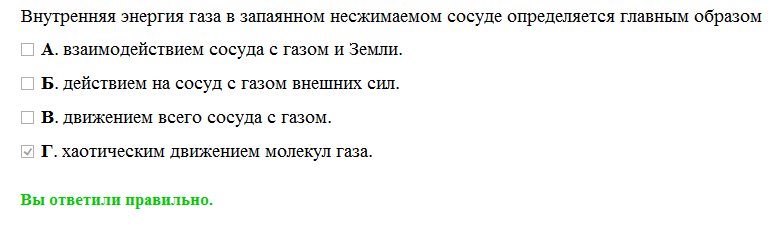 Внутренняя энергия газа в запаянном несжимаемом сосуде определяется главным образом
А. взаимодействием сосуда с газом и Земли.
Б. действием на сосуд с газом внешних сил.
В. движением всего сосуда с газом.
Г. хаотическим движением молекул газа.
Вы ответили правильно.